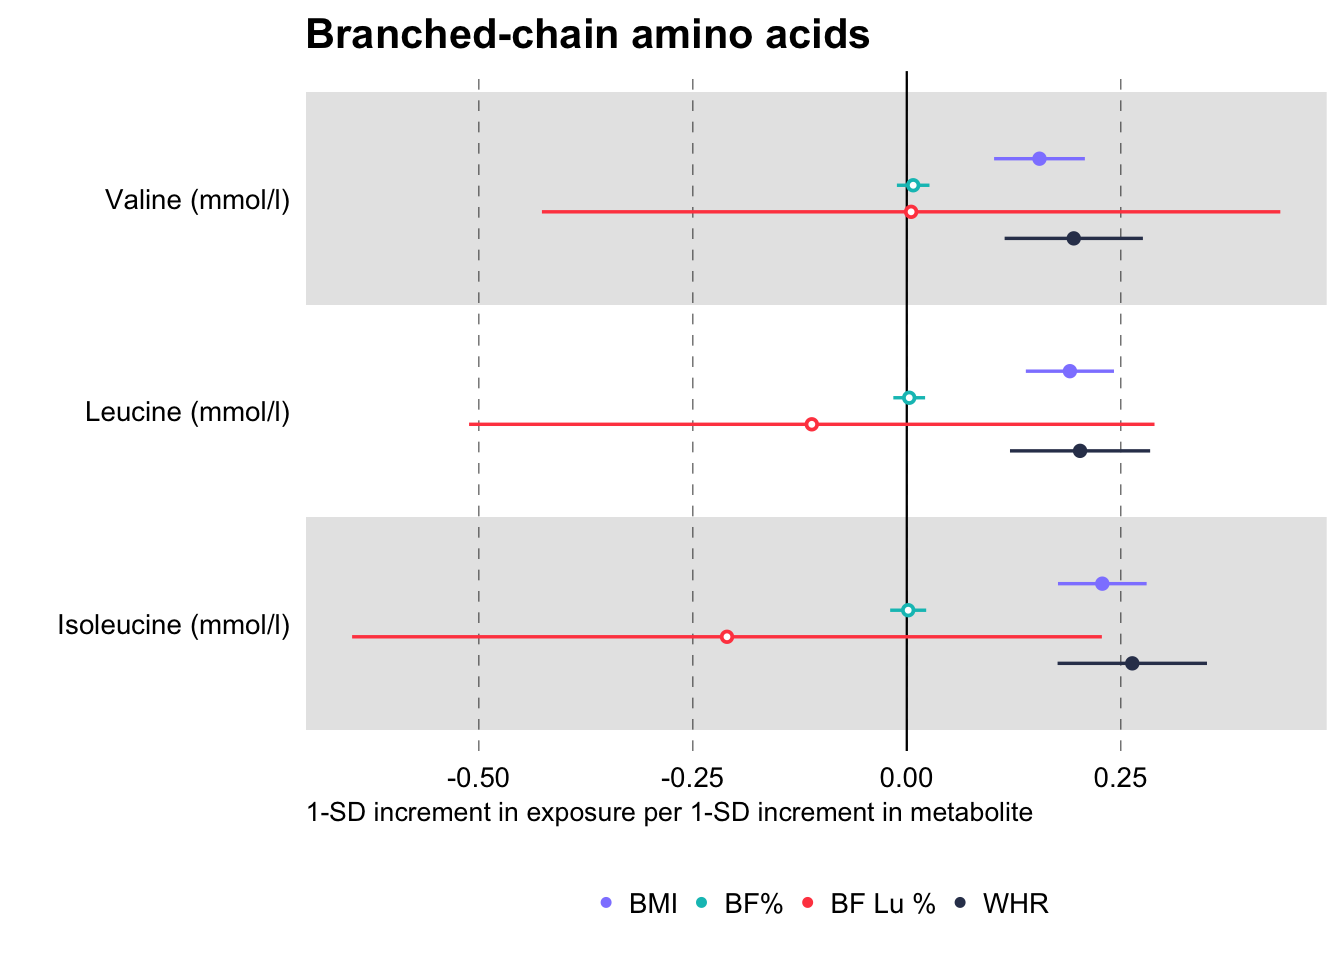 Branched-chain amino acids
Valine (mmol/l)
Leucine (mmol/l)
Isoleucine (mmol/l)
-0.50 -0.25 0.00 0.25
1-SD increment in exposure per 1-SD increment in metabolite
BMI BF% BF Lu % WHR